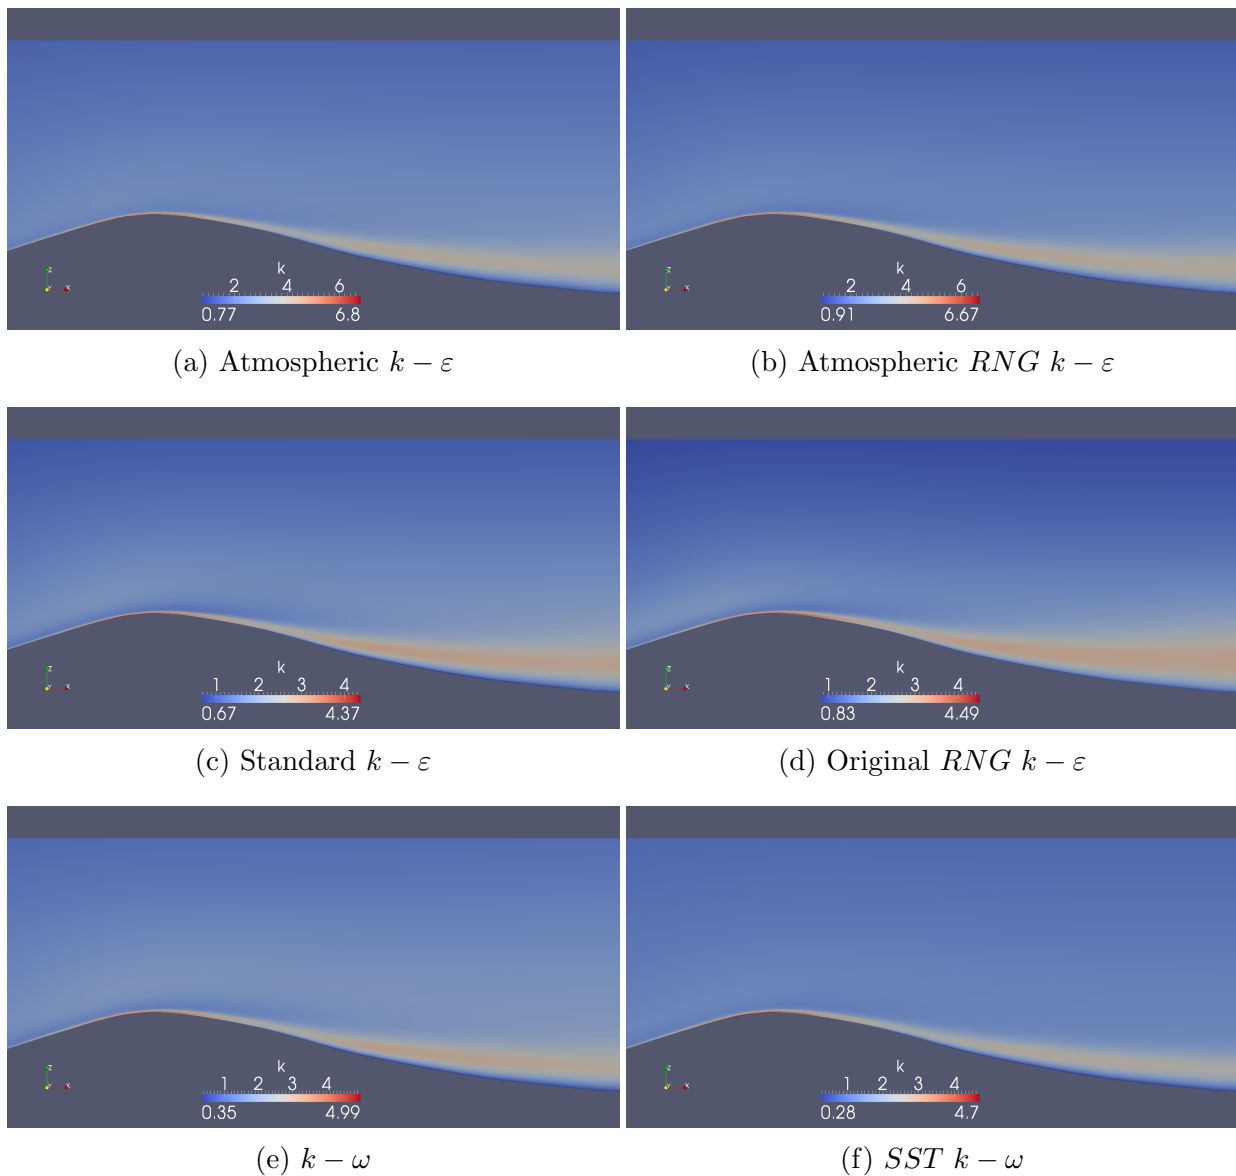 k
2 4 6
0.77 6.8
z
Y x
(a) Atmospheric k − ε
k
2 4 6
0.91 6.67
z
Y x
(b) Atmospheric RNG k − ε
k
1 2 3 4
0.67 4.37
z
Y x
(c) Standard k − ε
k
1 2 3 4
0.83 4.49
z
Y x
(d) Original RNG k − ε
k
1 2 3 4
0.35 4.99
z
Y x
(e) k − ω
k
1 2 3 4
0.28 4.7
z
Y x
(f) SST k − ω